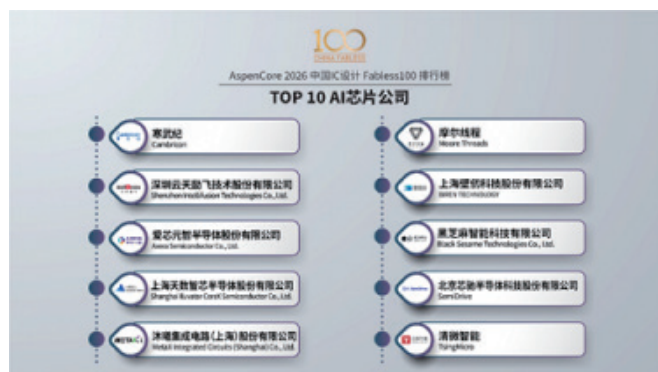 100
CHINA FABLESS
AspenCore 2026 中国IC设计 Fabless100 排行榜
TOP 10 AI芯片公司
寒武纪
Cambricon
深圳云天励飞技术股份有限公司
Shenzhen Intellifusion Technologies Co., Ltd.
爱芯元智半导体股份有限公司
Axera Semiconductor Co., Ltd.
上海天数智芯半导体股份有限公司
Shanghai Iluvatar CoreX Semiconductor Co., Ltd.
沐曦集成电路(上海)股份有限公司
MetaX Integrated Circuits (Shanghai) Co., Ltd.
摩尔线程
Moore Threads
上海壁仞科技股份有限公司
BIREN TECHNOLOGY
黑芝麻智能科技有限公司
Black Sesame Technologies Co., Ltd.
北京芯驰半导体科技股份有限公司
SemiDrive
清微智能
TsingMicro